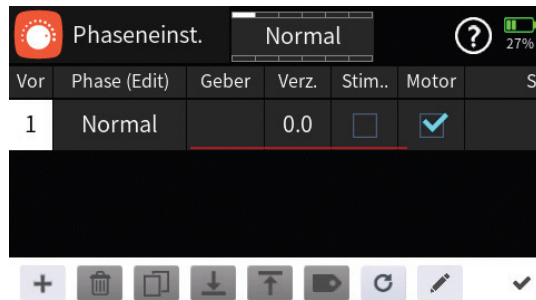 Phaseneinst. Normal ? 27%
Vor Phase (Edit) Geber Verz. Stim.. Motor S
1 Normal 0.0